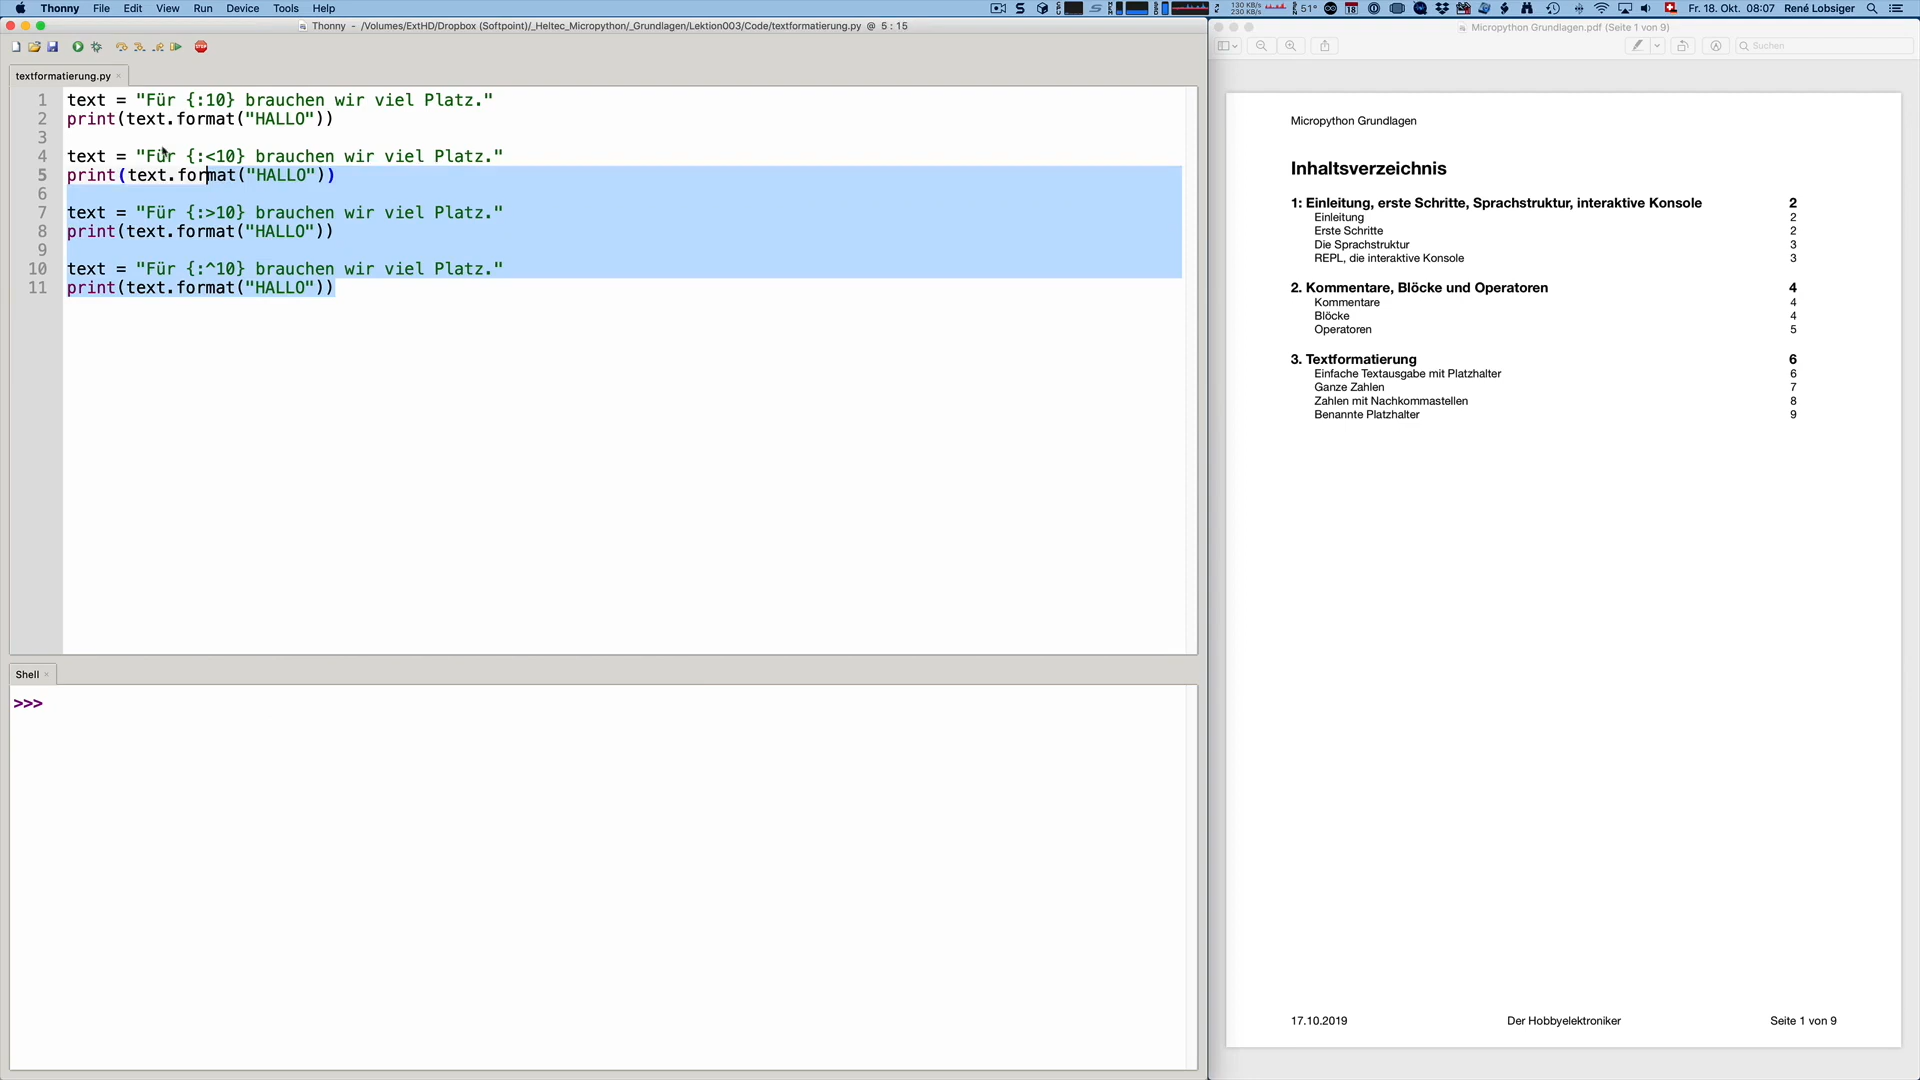 Thonny File Edit View Run Device Tools Help
130 KB/s
230 KB/s
51° 18 Fr. 18. Okt. 08:07 René Lobsiger
Thonny - /Volumes/ExtHD/Dropbox (Softpoint)/_Heltec_Micropython/_Grundlagen/Lektion003/Code/textformatierung.py @ 5 : 15
textformatierung.py
1 text = "Für {:10} brauchen wir viel Platz."
2 print(text.format("HALLO"))
3
4 text = "Für {:<10} brauchen wir viel Platz."
5 print(text.format("HALLO"))
6
7 text = "Für {:>10} brauchen wir viel Platz."
8 print(text.format("HALLO"))
9
10 text = "Für {:^10} brauchen wir viel Platz."
11 print(text.format("HALLO"))
Shell
>>>
Micropython Grundlagen.pdf (Seite 1 von 9)
Suchen
Micropython Grundlagen
Inhaltsverzeichnis
1: Einleitung, erste Schritte, Sprachstruktur, interaktive Konsole 2
Einleitung 2
Erste Schritte 2
Die Sprachstruktur 3
REPL, die interaktive Konsole 3
2. Kommentare, Blöcke und Operatoren 4
Kommentare 4
Blöcke 4
Operatoren 5
3. Textformatierung 6
Einfache Textausgabe mit Platzhalter 6
Ganze Zahlen 7
Zahlen mit Nachkommastellen 8
Benannte Platzhalter 9
17.10.2019 Der Hobbyelektroniker Seite 1 von 9